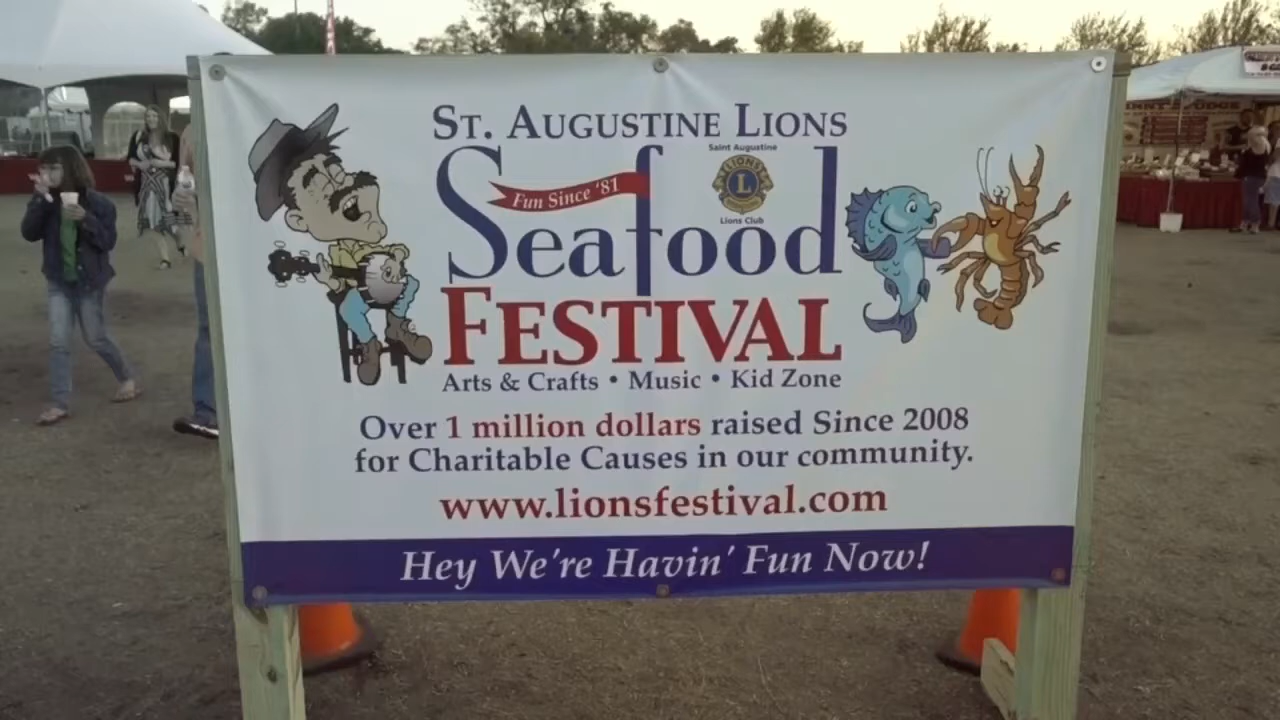 St. Augustine Lions
Seafood
Fun Since '81
Saint Augustine
LIONS
L
Lions Club
Festival
Arts & Crafts • Music • Kid Zone
Over 1 million dollars raised Since 2008
for Charitable Causes in our community.
www.lionsfestival.com
Hey We're Havin' Fun Now!